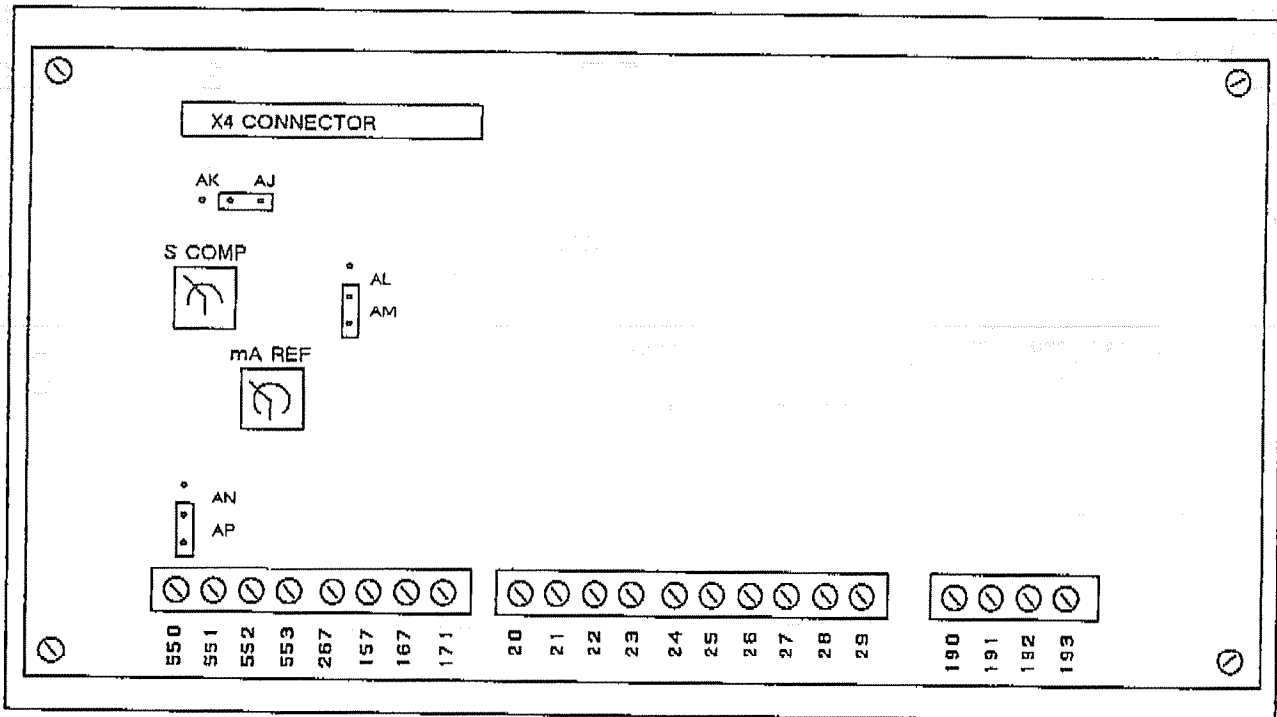 X4 CONNECTOR
AK AJ
S COMP
AL
AM
mA REF
AN
AP
550 551 552 553 267 157 167 171 20 21 22 23 24 25 26 27 28 29 190 191 192 193